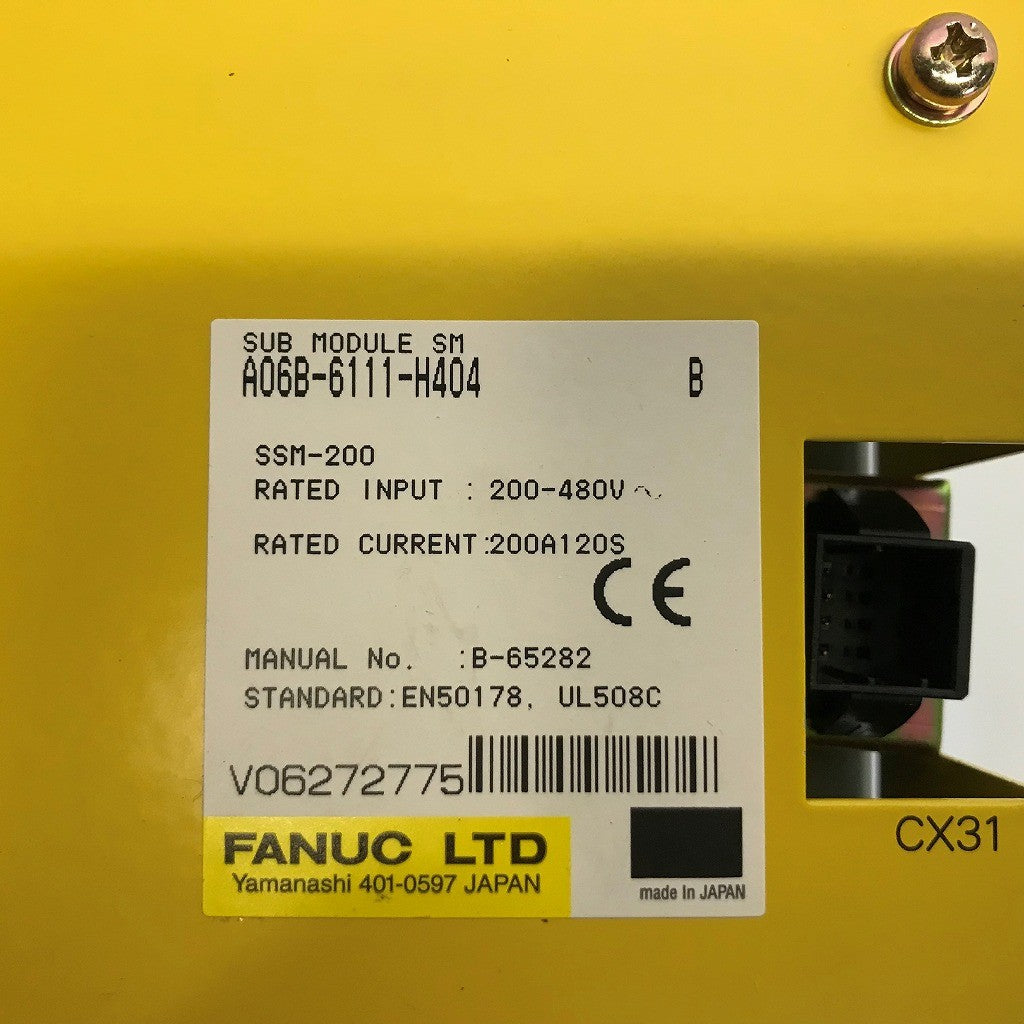 SUB MODULE SM
A06B-6111-H404 B
SSM-200
RATED INPUT : 200-480V ~
RATED CURRENT:200A120S
CE
MANUAL No. :B-65282
STANDARD:EN50178, UL508C
V06272775
FANUC LTD
Yamanashi 401-0597 JAPAN
made in JAPAN
CX31